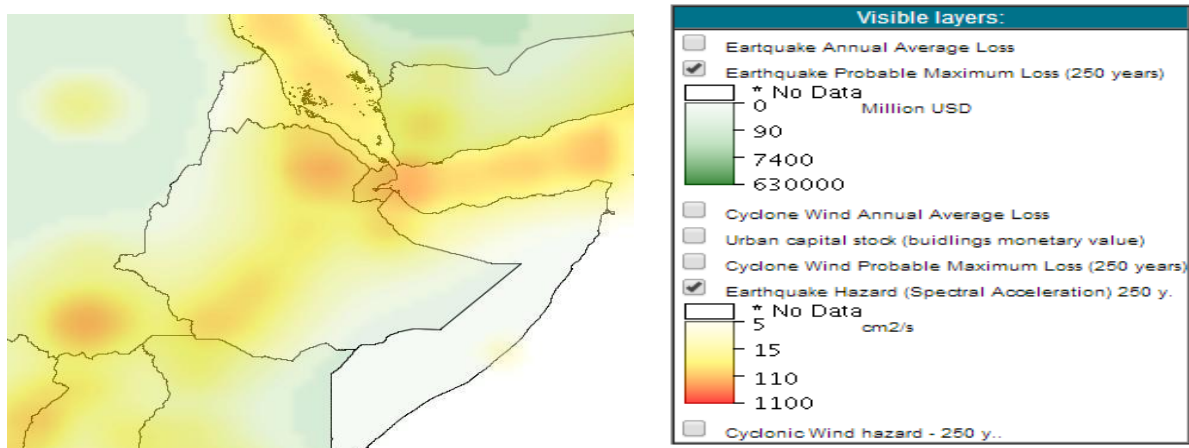 Visible layers:
Eartquake Annual Average Loss
Earthquake Probable Maximum Loss (250 years)
* No Data
0 Million USD
90
7400
630000
Cyclone Wind Annual Average Loss
Urban capital stock (buidlings monetary value)
Cyclone Wind Probable Maximum Loss (250 years)
Earthquake Hazard (Spectral Acceleration) 250 y.
* No Data
5 cm2/s
15
110
1100
Cyclonic Wind hazard - 250 y..